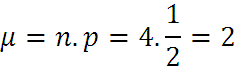 μ = n.p = 4.1/2 = 2